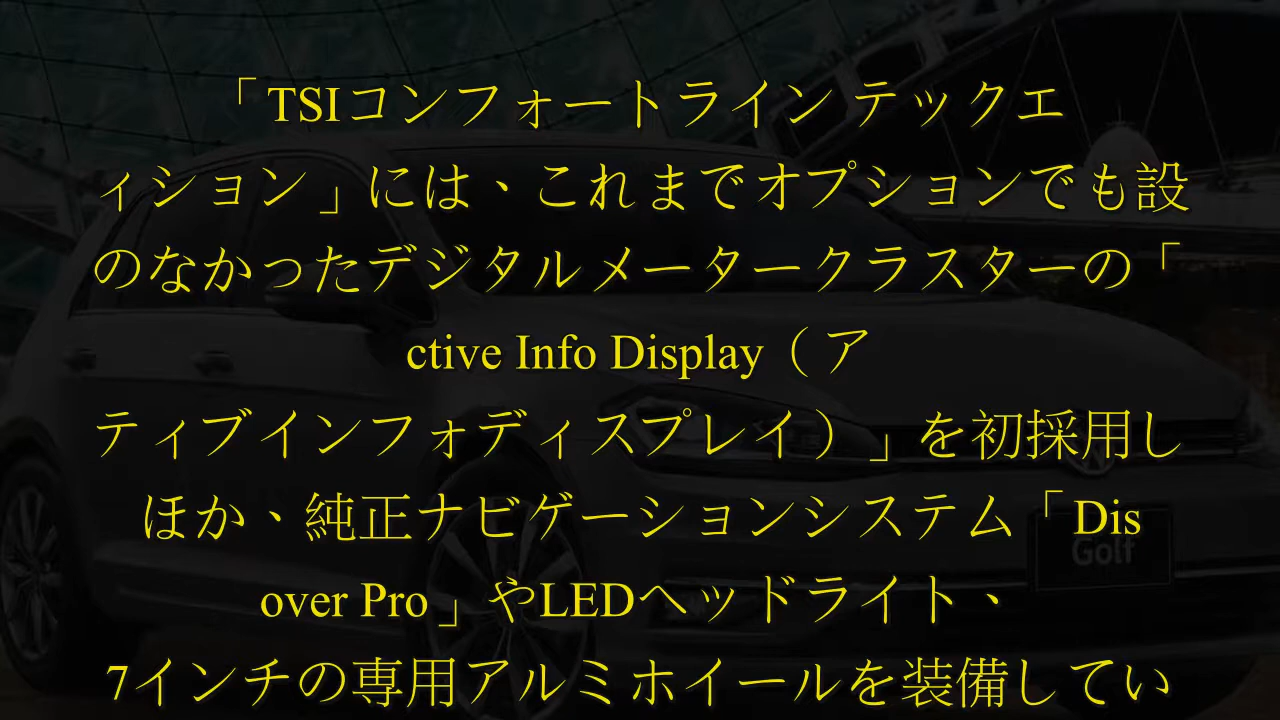 「TSIコンフォートライン テックエ
ィション」には、これまでオプションでも設
のなかったデジタルメータークラスターの「
ctive Info Display（ア
ティブインフォディスプレイ）」を初採用し
ほか、純正ナビゲーションシステム「Dis
over Pro」やLEDヘッドライト、
7インチの専用アルミホイールを装備してい
Golf